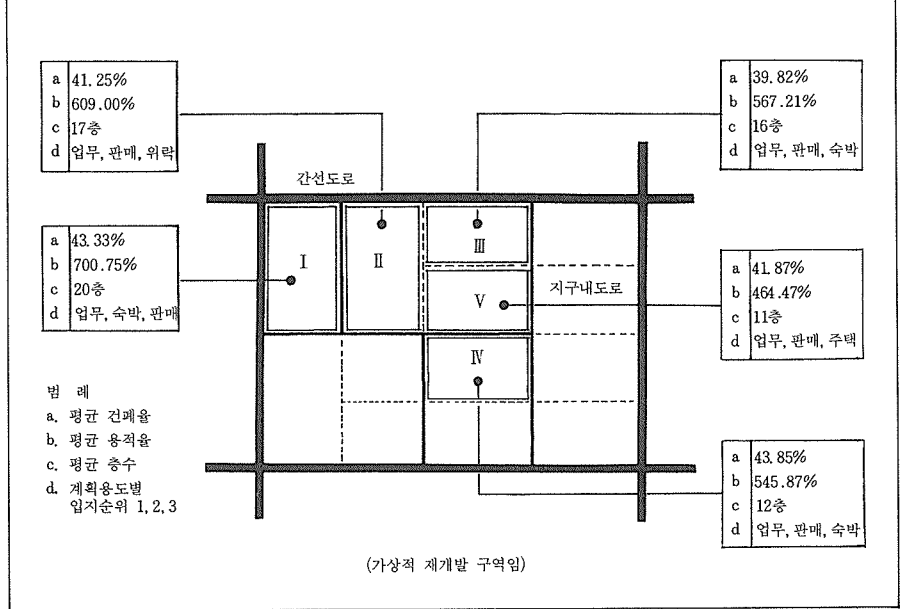 a 41.25%
b 609.00%
c 17층
d 업무, 판매, 위락
a 39.82%
b 567.21%
c 16층
d 업무, 판매, 숙박
간선도로
a 43.33%
b 700.75%
c 20층
d 업무, 숙박, 판매
Ⅰ
Ⅱ
Ⅲ
Ⅴ
지구내도로
Ⅳ
a 41.87%
b 464.47%
c 11층
d 업무, 판매, 주택
범 례
a. 평균 건폐율
b. 평균 용적율
c. 평균 층수
d. 계획용도별
입지순위 1, 2, 3
a 43.85%
b 545.87%
c 12층
d 업무, 판매, 숙박
(가상적 재개발 구역임)